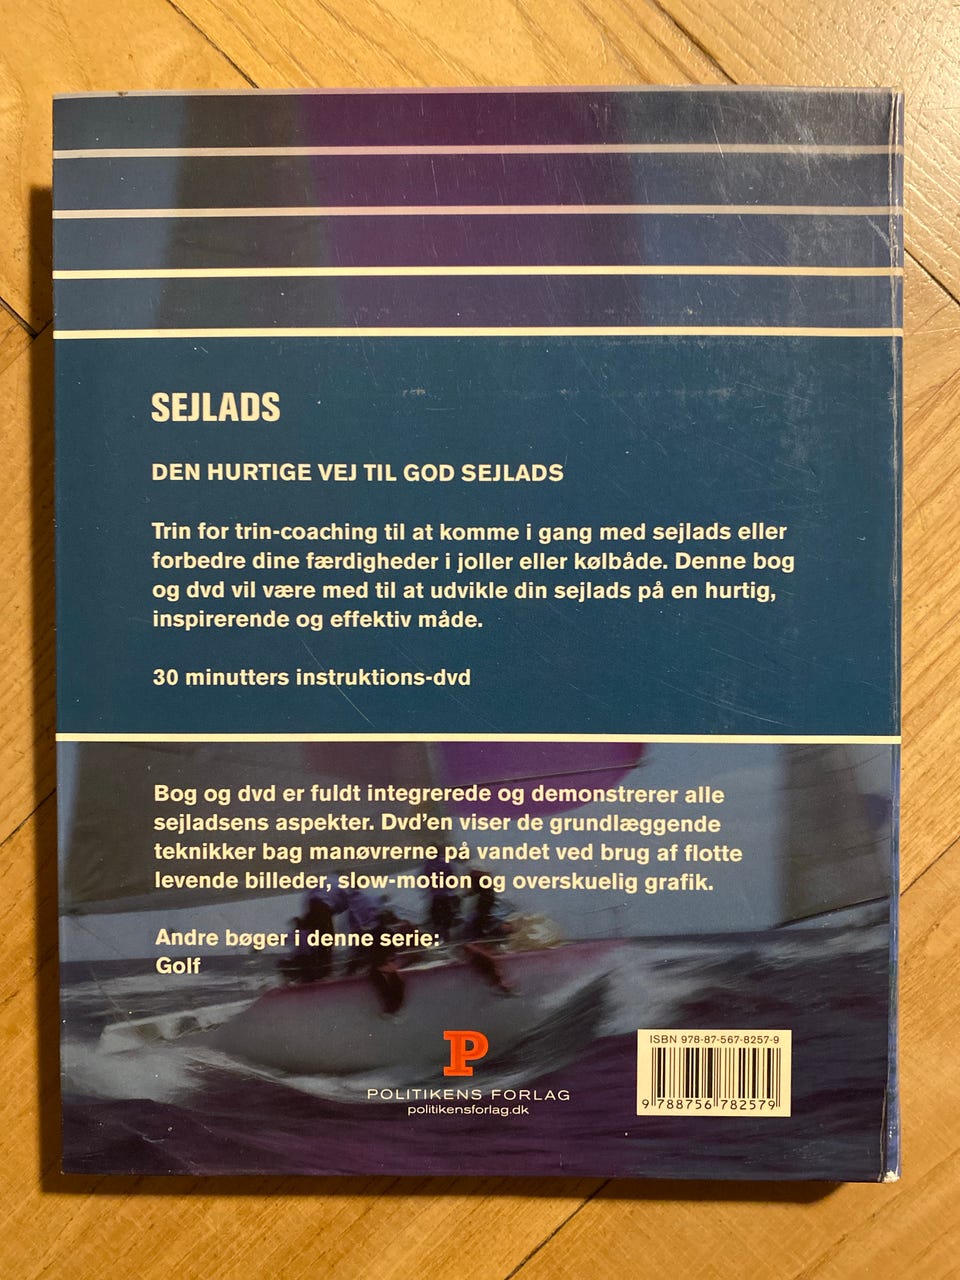 SEJLADS
DEN HURTIGE VEJ TIL GOD SEJLADS
Trin for trin-coaching til at komme i gang med sejlads eller
forbedre dine færdigheder i joller eller kølbåde. Denne bog
og dvd vil være med til at udvikle din sejlads på en hurtig,
inspirerende og effektiv måde.
30 minutters instruktions-dvd
Bog og dvd er fuldt integrerede og demonstrerer alle
sejladsens aspekter. Dvd'en viser de grundlæggende
teknikker bag manøvrerne på vandet ved brug af flotte
levende billeder, slow-motion og overskuelig grafik.
Andre bøger i denne serie:
Golf
P
POLITIKENS FORLAG
politikensforlag.dk
ISBN 978-87-567-8257-9
9 788756 782579